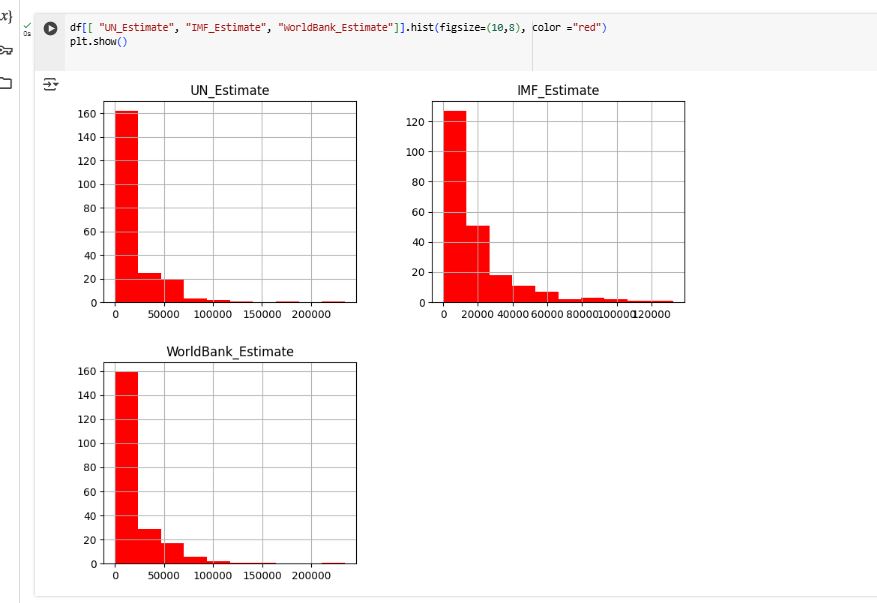 x}
0s
df[[ "UN_Estimate", "IMF_Estimate", "WorldBank_Estimate"]].hist(figsize=(10,8), color ="red")
plt.show()
UN_Estimate
160
140
120
100
80
60
40
20
0
0 50000 100000 150000 200000
IMF_Estimate
120
100
80
60
40
20
0
0 20000 40000 60000 80000100000120000
WorldBank_Estimate
160
140
120
100
80
60
40
20
0
0 50000 100000 150000 200000